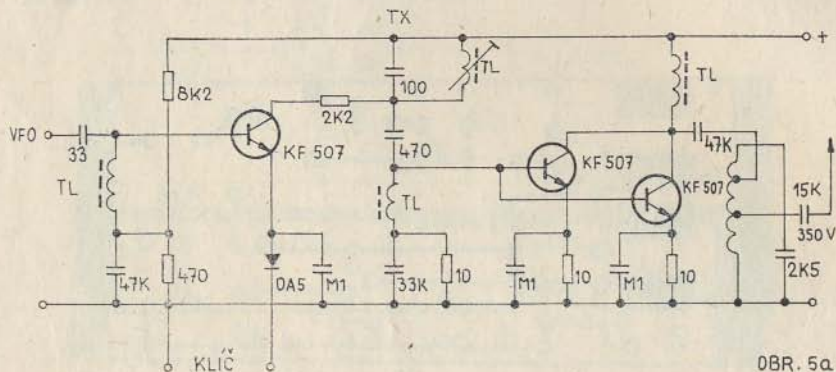 TX
+
8K2
100
TL
TL
VFO
33
2K2
KF 507
470
KF 507
47K
KF 507
TL
TL
15K
350 V
47K
470
0A5
M1
33K
10
M1
10
M1
10
2K5
KLÍČ
OBR. 5a